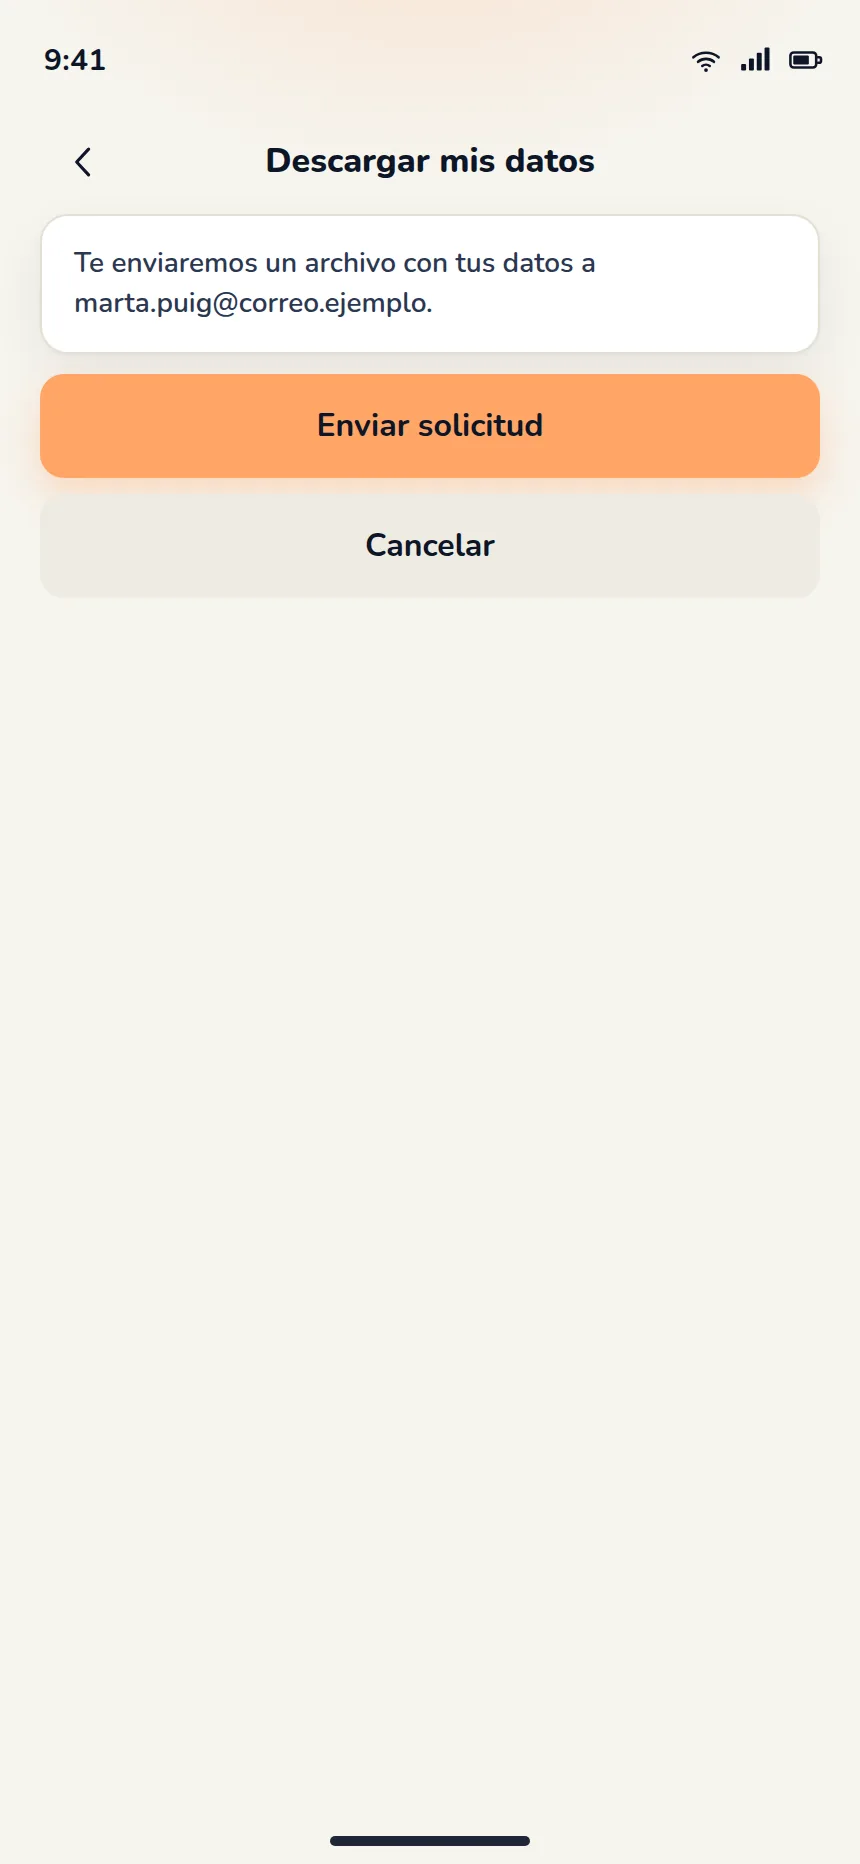 9:41
Descargar mis datos
Te enviaremos un archivo con tus datos a
marta.puig@correo.ejemplo.
Enviar solicitud
Cancelar